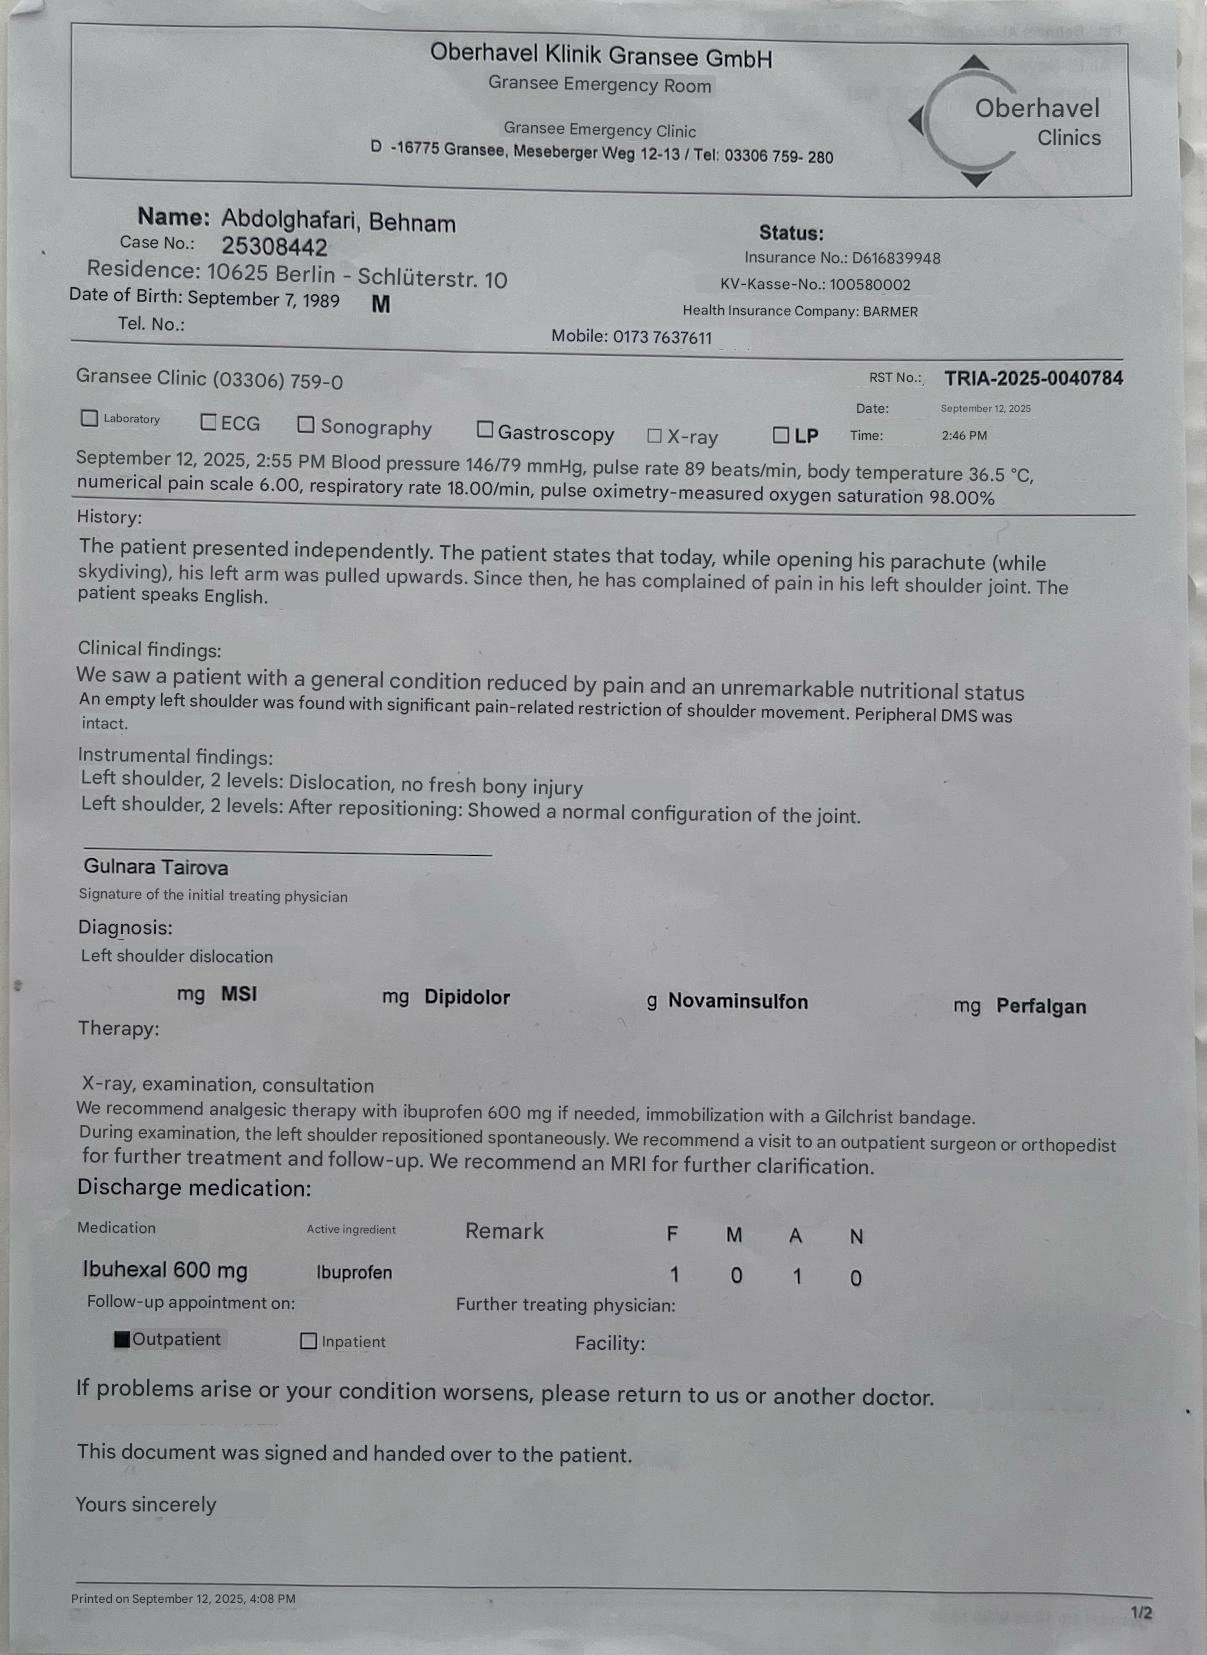 Oberhavel Klinik Gransee GmbH
Gransee Emergency Room
Gransee Emergency Clinic
D -16775 Gransee, Meseberger Weg 12-13 / Tel: 03306 759- 280
Oberhavel
Clinics
Name: Abdolghafari, Behnam
Case No.: 25308442
Residence: 10625 Berlin - Schlüterstr. 10
Date of Birth: September 7, 1989 M
Tel. No.:
Mobile: 0173 7637611
Status:
Insurance No.: D616839948
KV-Kasse-No.: 100580002
Health Insurance Company: BARMER
Gransee Clinic (03306) 759-0
RST No.: TRIA-2025-0040784
Date: September 12, 2025
Time: 2:46 PM
☐ Laboratory ☐ ECG ☐ Sonography ☐ Gastroscopy ☐ X-ray ☐ LP
September 12, 2025, 2:55 PM Blood pressure 146/79 mmHg, pulse rate 89 beats/min, body temperature 36.5 °C,
numerical pain scale 6.00, respiratory rate 18.00/min, pulse oximetry-measured oxygen saturation 98.00%
History:
The patient presented independently. The patient states that today, while opening his parachute (while
skydiving), his left arm was pulled upwards. Since then, he has complained of pain in his left shoulder joint. The
patient speaks English.
Clinical findings:
We saw a patient with a general condition reduced by pain and an unremarkable nutritional status
An empty left shoulder was found with significant pain-related restriction of shoulder movement. Peripheral DMS was
intact.
Instrumental findings:
Left shoulder, 2 levels: Dislocation, no fresh bony injury
Left shoulder, 2 levels: After repositioning: Showed a normal configuration of the joint.
Gulnara Tairova
Signature of the initial treating physician
Diagnosis:
Left shoulder dislocation
mg MSI mg Dipidolor g Novaminsulfon mg Perfalgan
Therapy:
X-ray, examination, consultation
We recommend analgesic therapy with ibuprofen 600 mg if needed, immobilization with a Gilchrist bandage.
During examination, the left shoulder repositioned spontaneously. We recommend a visit to an outpatient surgeon or orthopedist
for further treatment and follow-up. We recommend an MRI for further clarification.
Discharge medication:
Medication Active ingredient Remark F M A N
Ibuhexal 600 mg Ibuprofen 1 0 1 0
Follow-up appointment on: Further treating physician:
■ Outpatient ☐ Inpatient Facility:
If problems arise or your condition worsens, please return to us or another doctor.
This document was signed and handed over to the patient.
Yours sincerely
Printed on September 12, 2025, 4:08 PM
1/2